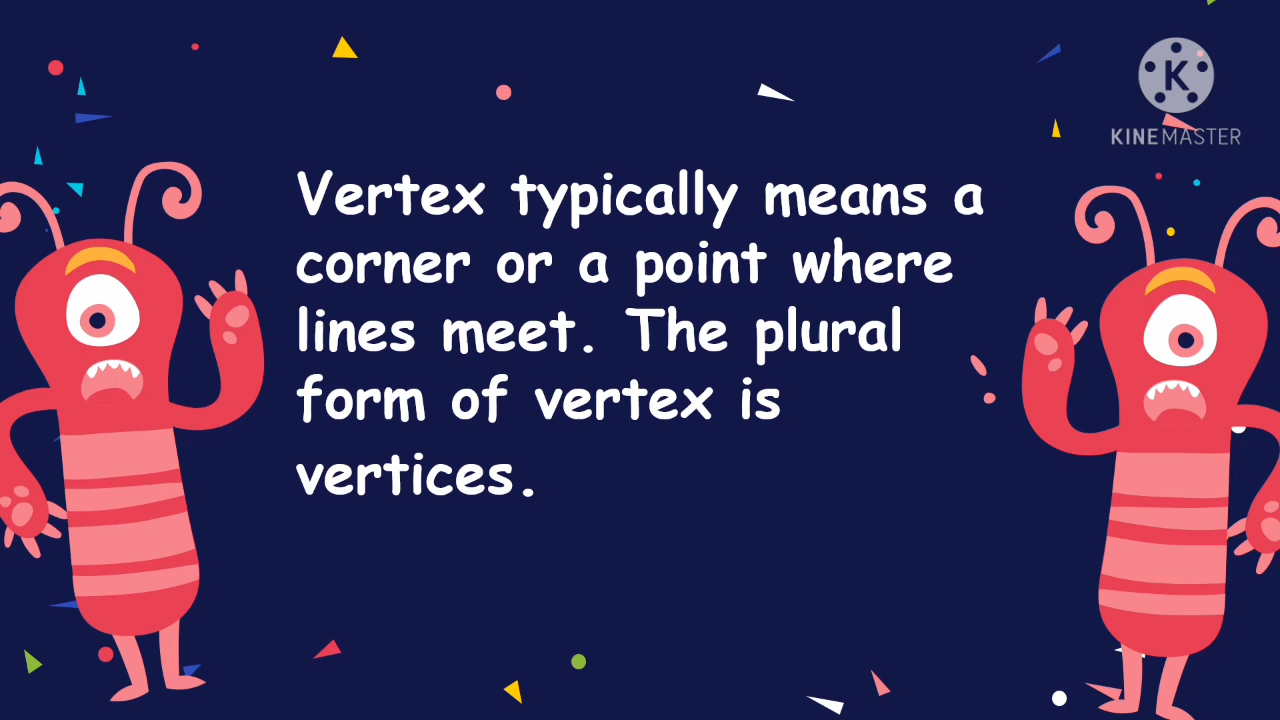 K
KINEMASTER
Vertex typically means a
corner or a point where
lines meet. The plural
form of vertex is
vertices.